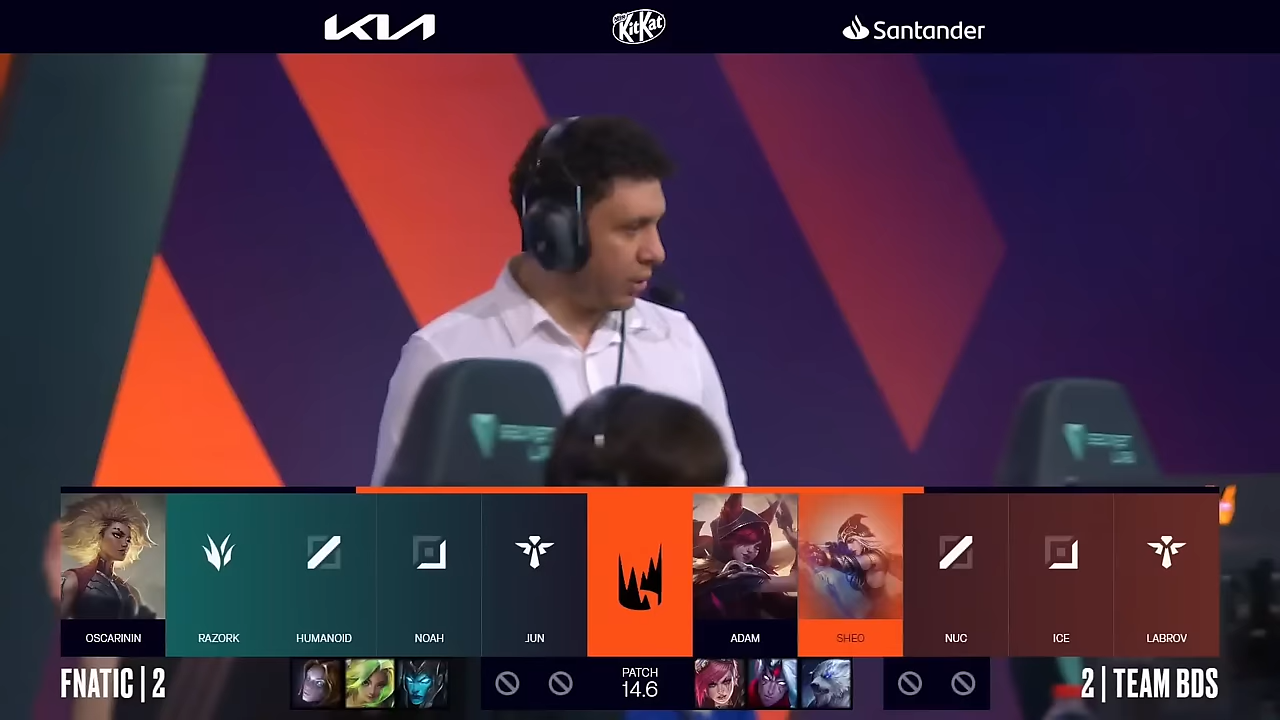 KIA
KitKat
Santander
OSCARININ
RAZORK
HUMANOID
NOAH
JUN
ADAM
SHEO
NUC
ICE
LABROV
FNATIC | 2
PATCH
14.6
2 | TEAM BDS